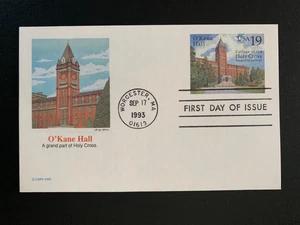 O'Kane
Hall
USA 19
College of the
Holy Cross
WORCESTER, MA
SEP 17
1993
01613
FIRST DAY OF ISSUE
O'Kane Hall
A grand part of Holy Cross.